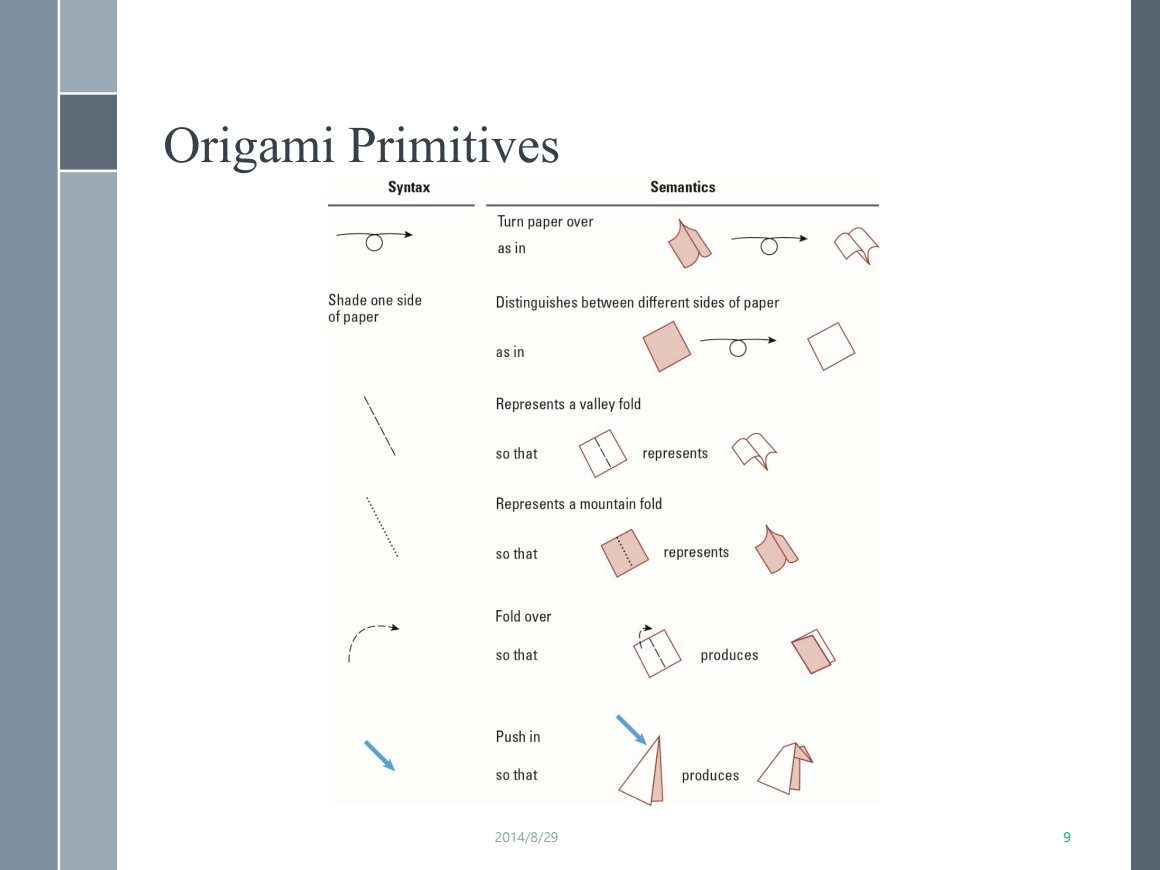 Origami Primitives
Syntax
Semantics
Turn paper over
as in
Shade one side
of paper
Distinguishes between different sides of paper
as in
Represents a valley fold
so that
represents
Represents a mountain fold
so that
represents
Fold over
so that
produces
Push in
so that
produces
2014/8/29
9